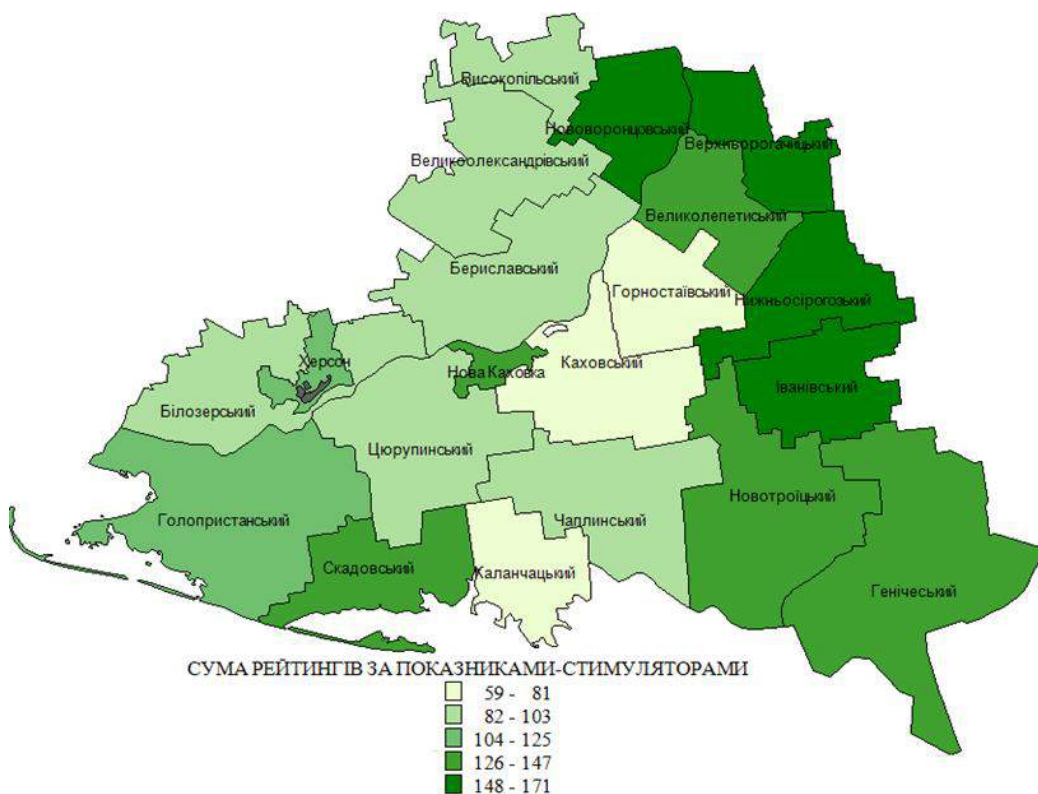 Високопільський
Нововоронцовський
Верхньорогачицький
Великоолександрівський
Великолепетиський
Бериславський
Горностаївський
Нижньосірогозький
Херсон
Нова Каховка
Каховський
Іванівський
Білозерський
Цюрупинський
Новотроїцький
Голопристанський
Чаплинський
Скадовський
Каланчацький
Генічеський
СУМА РЕЙТИНГІВ ЗА ПОКАЗНИКАМИ-СТИМУЛЯТОРАМИ
59 - 81
82 - 103
104 - 125
126 - 147
148 - 171